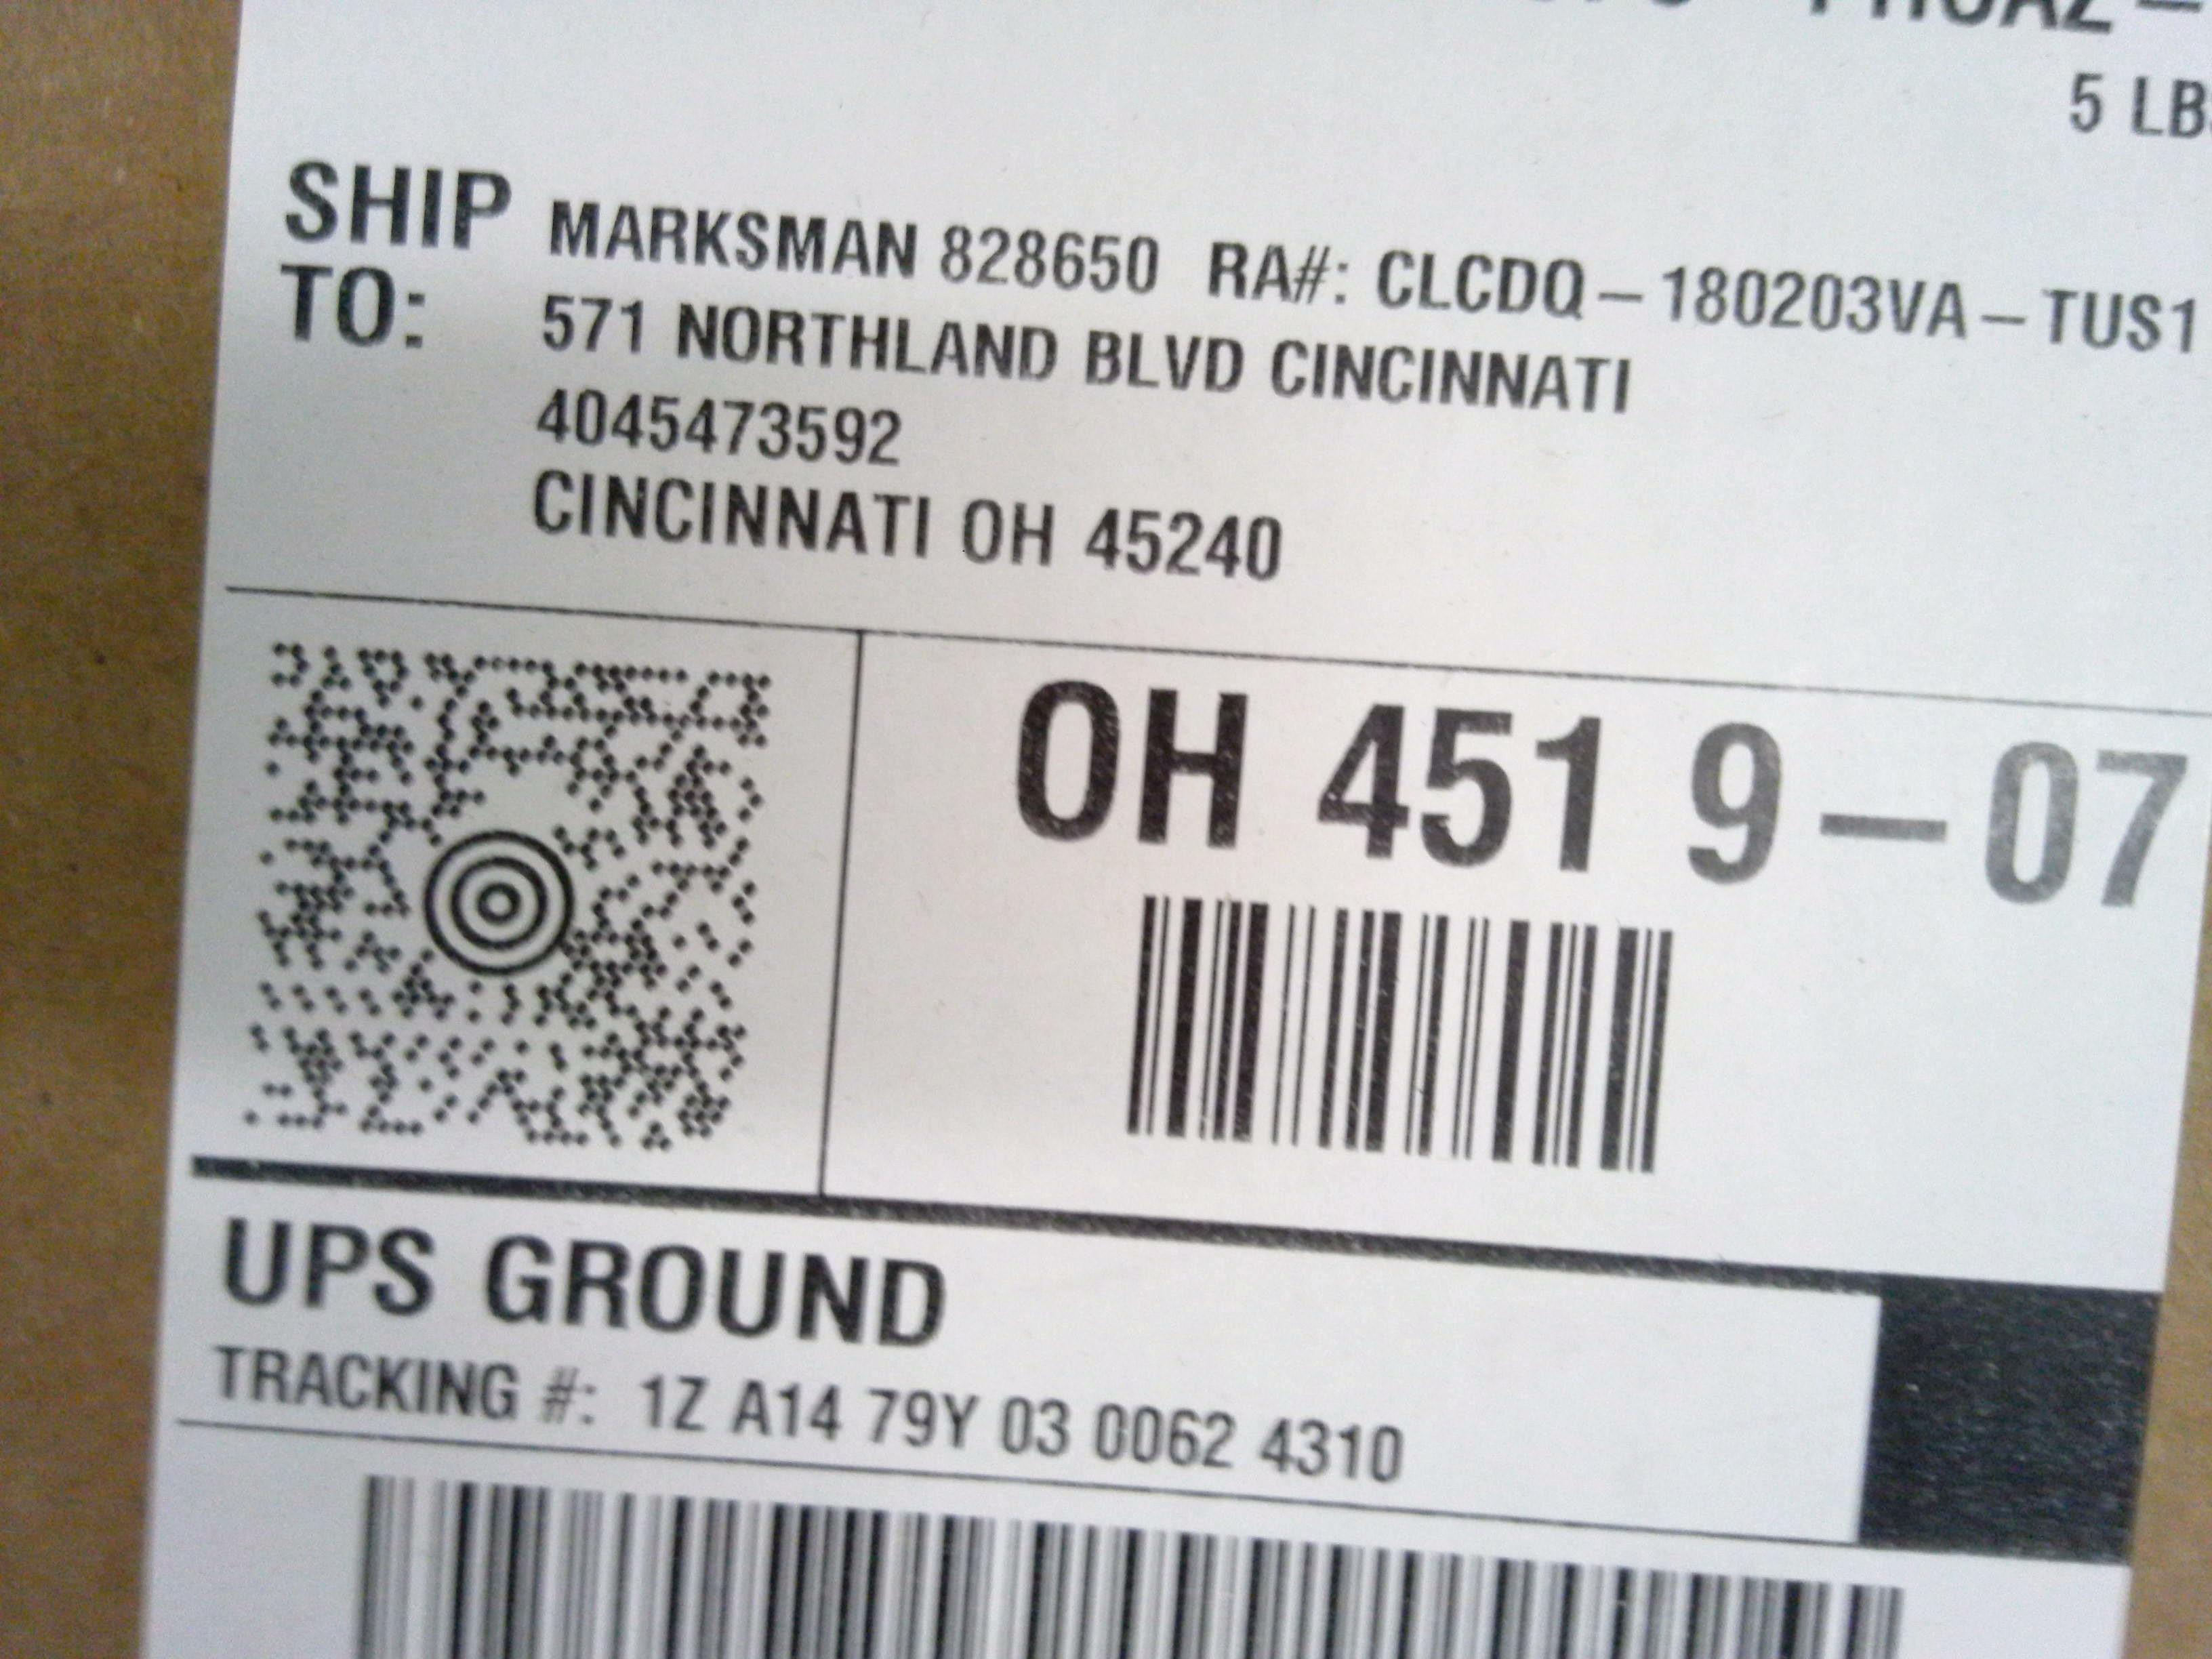 5 LB
SHIP TO:
MARKSMAN 828650 RA#: CLCDQ-180203VA-TUS1
571 NORTHLAND BLVD CINCINNATI
4045473592
CINCINNATI OH 45240
OH 451 9-07
UPS GROUND
TRACKING #: 1Z A14 79Y 03 0062 4310